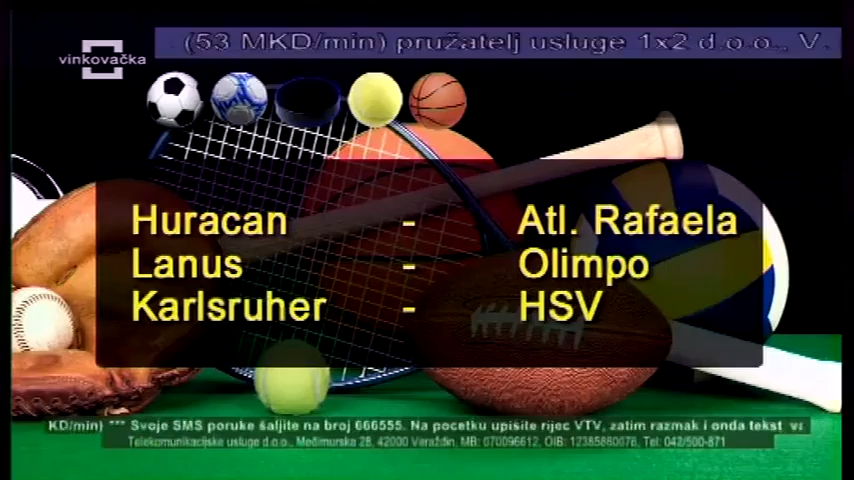 (53 MKD/min) pružatelj usluge 1x2 d.o.o., V.
vinkovačka
Huracan - Atl. Rafaela
Lanus - Olimpo
Karlsruher - HSV
KD/min) *** Svoje SMS poruke šaljite na broj 666555. Na pocetku upišite rijec VTV, zatim razmak i onda tekst va
Telekomunikacijske usluge d.o.o., Međimurska 28, 42000 Varaždin, MB: 070096612, OIB: 12385860076, Tel: 042/500-871